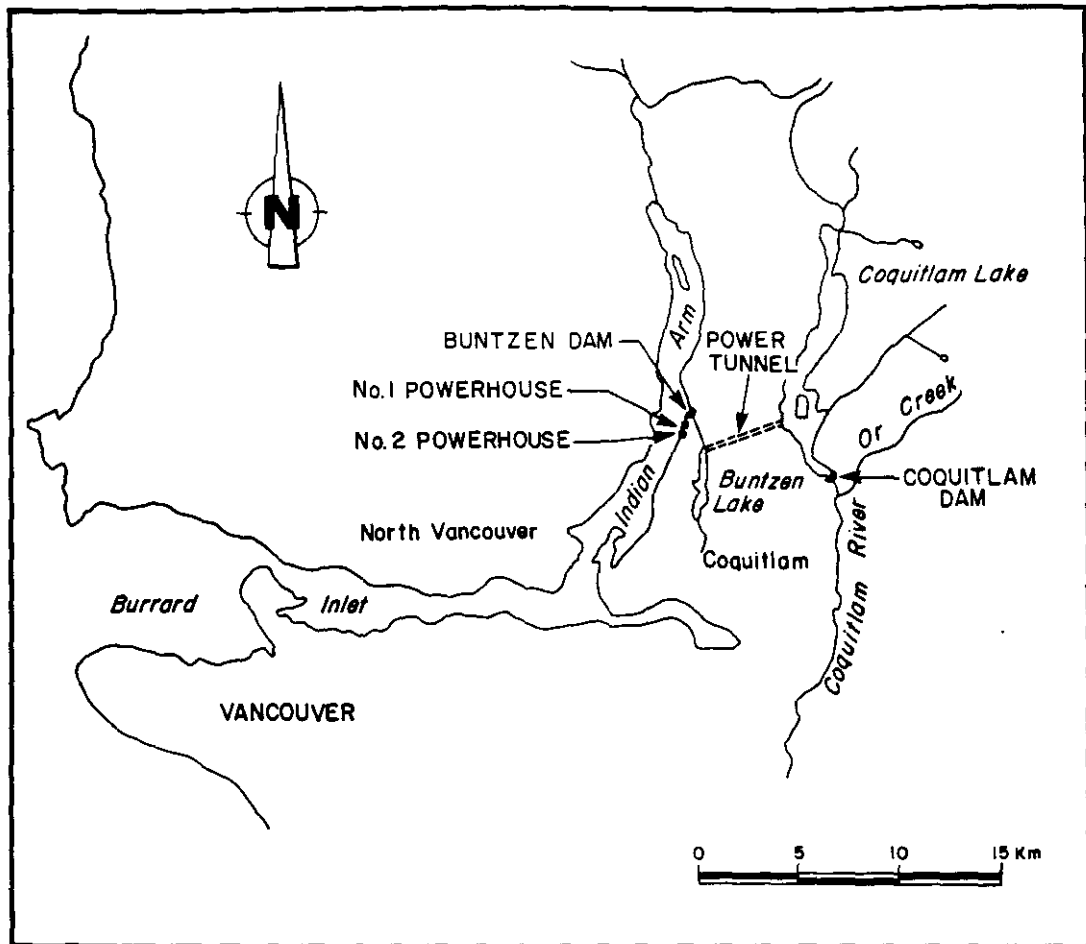 N
Coquitlam Lake
Arm
BUNTZEN DAM
POWER
TUNNEL
No.1 POWERHOUSE
No.2 POWERHOUSE
Or Creek
Buntzen
Lake
COQUITLAM
DAM
Indian
North Vancouver
Coquitlam
Coquitlam River
Burrard
Inlet
VANCOUVER
0 5 10 15 Km